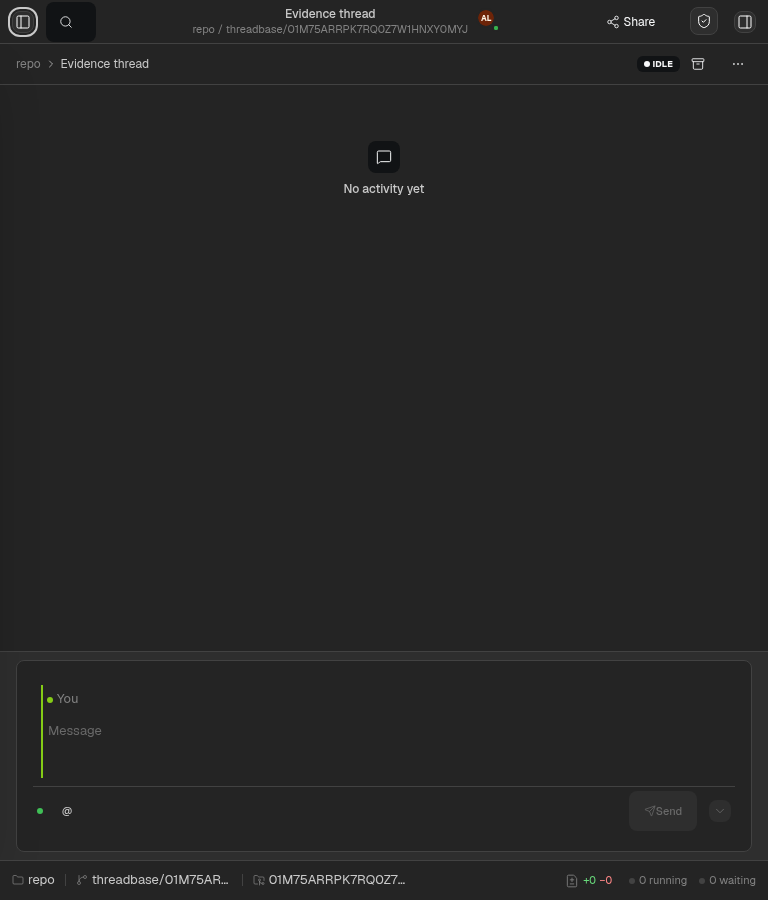 Evidence thread
repo / threadbase/01M75ARRPK7RQ0Z7W1HNXY0MYJ
AL
Share
repo > Evidence thread
IDLE
No activity yet
You
Message
@
Send
repo
threadbase/01M75AR...
01M75ARRPK7RQ0Z7...
+0 −0
0 running
0 waiting